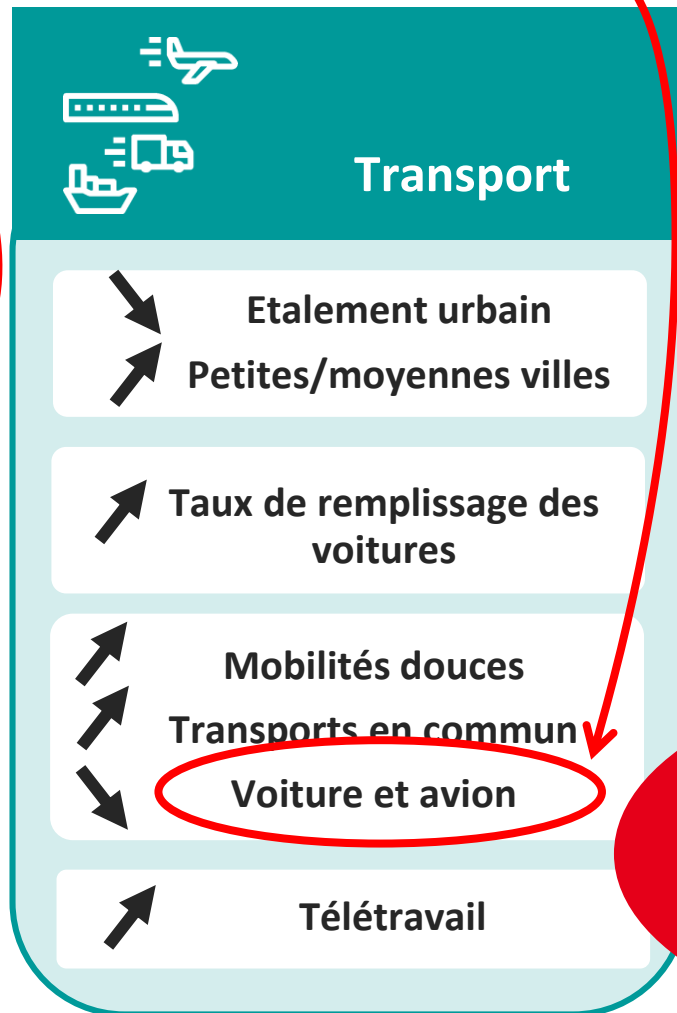 Transport
Etalement urbain
Petites/moyennes villes
Taux de remplissage des
voitures
Mobilités douces
Transports en commun
Voiture et avion
Télétravail